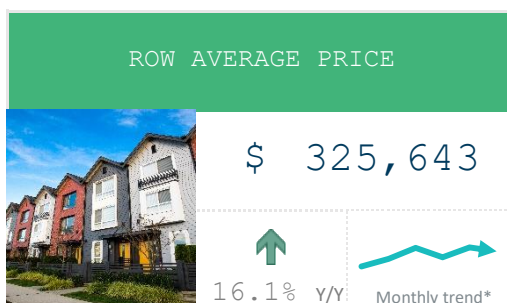 ROW AVERAGE PRICE
$ 325,643
16.1% Y/Y
Monthly trend*